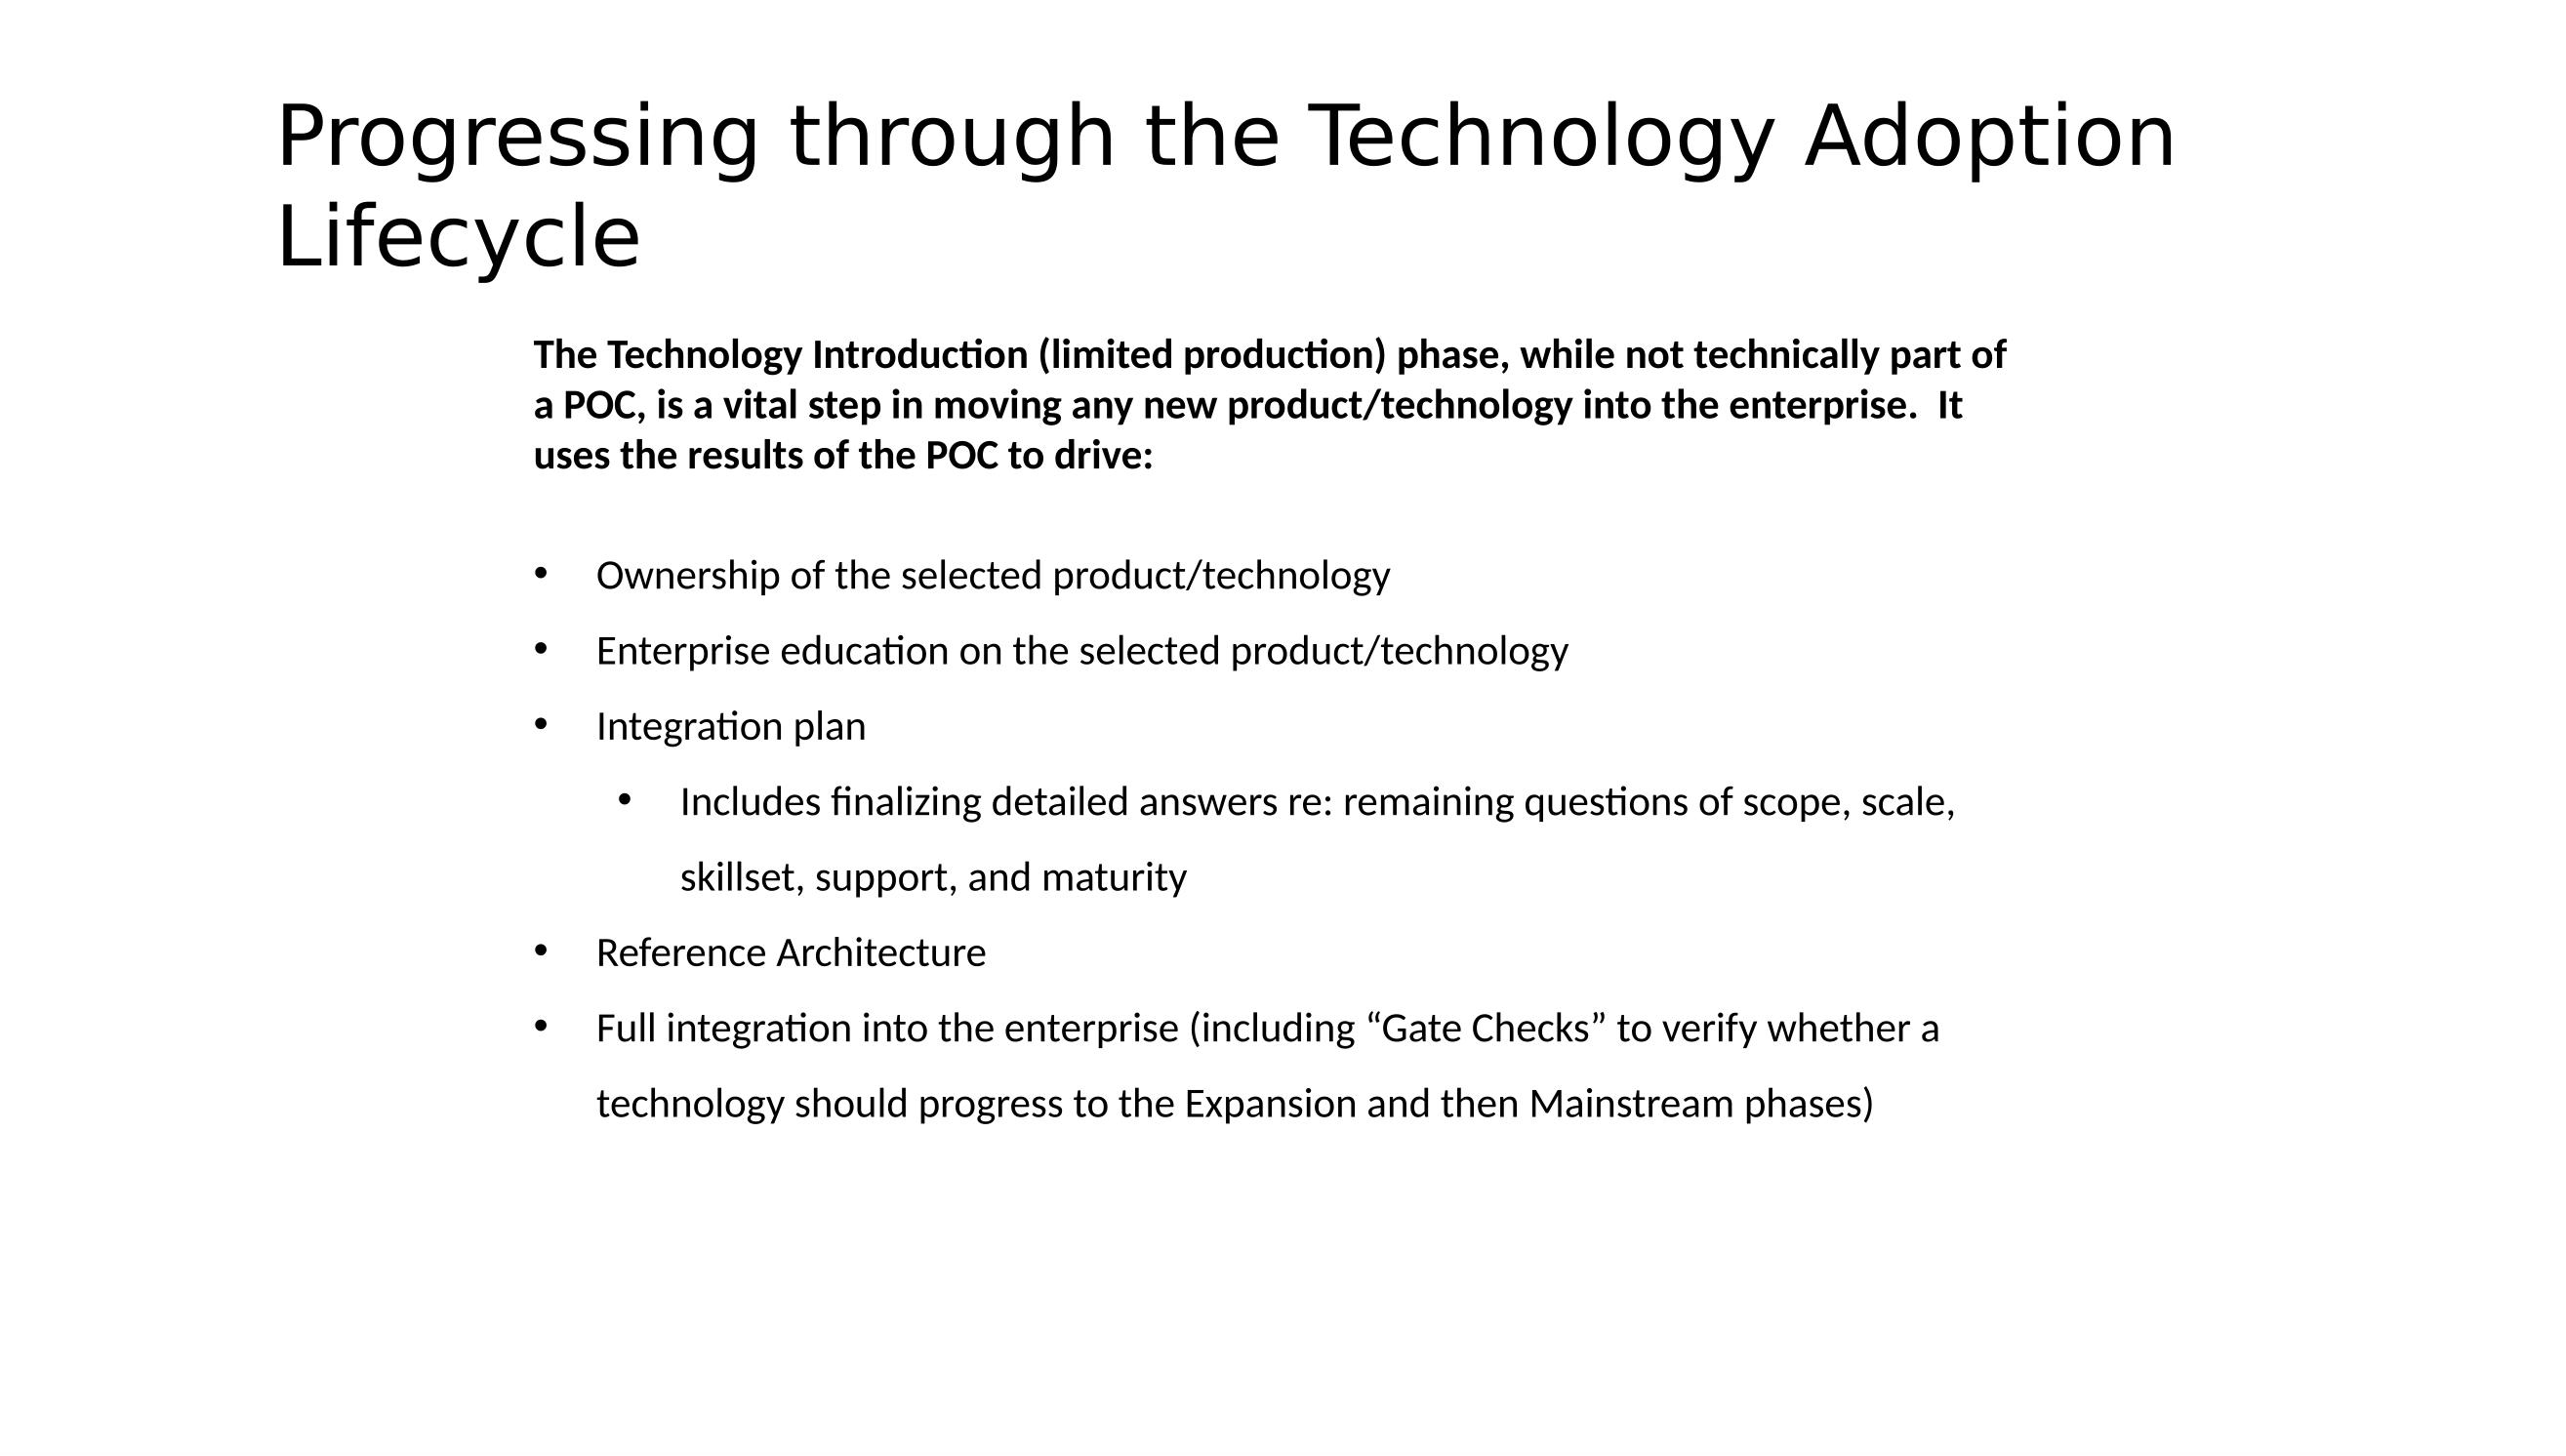 Progressing through the Technology Adoption
Lifecycle
The Technology Introduction (limited production) phase, while not technically part of
a POC, is a vital step in moving any new product/technology into the enterprise.  It
uses the results of the POC to drive:
• Ownership of the selected product/technology
• Enterprise education on the selected product/technology
• Integration plan
• Includes finalizing detailed answers re: remaining questions of scope, scale,
skillset, support, and maturity
• Reference Architecture
• Full integration into the enterprise (including “Gate Checks” to verify whether a
technology should progress to the Expansion and then Mainstream phases)